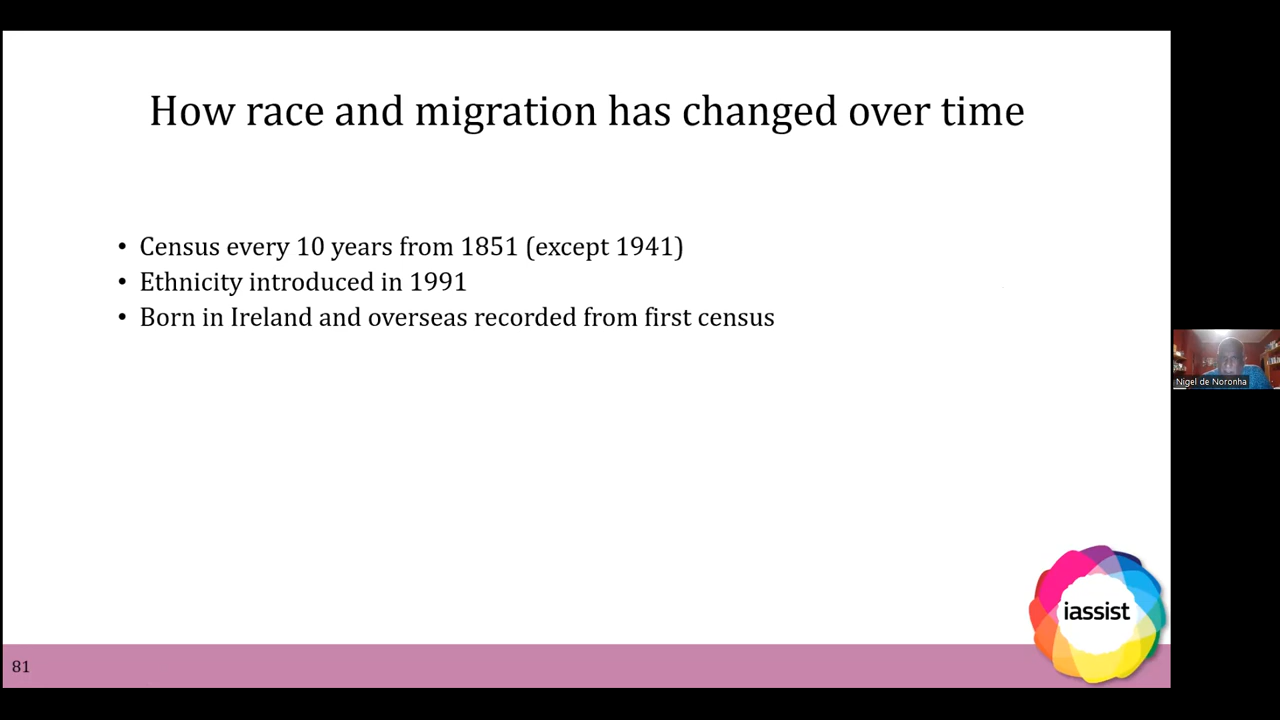 How race and migration has changed over time
• Census every 10 years from 1851 (except 1941)
• Ethnicity introduced in 1991
• Born in Ireland and overseas recorded from first census
Nigel de Noronha
iassist
81